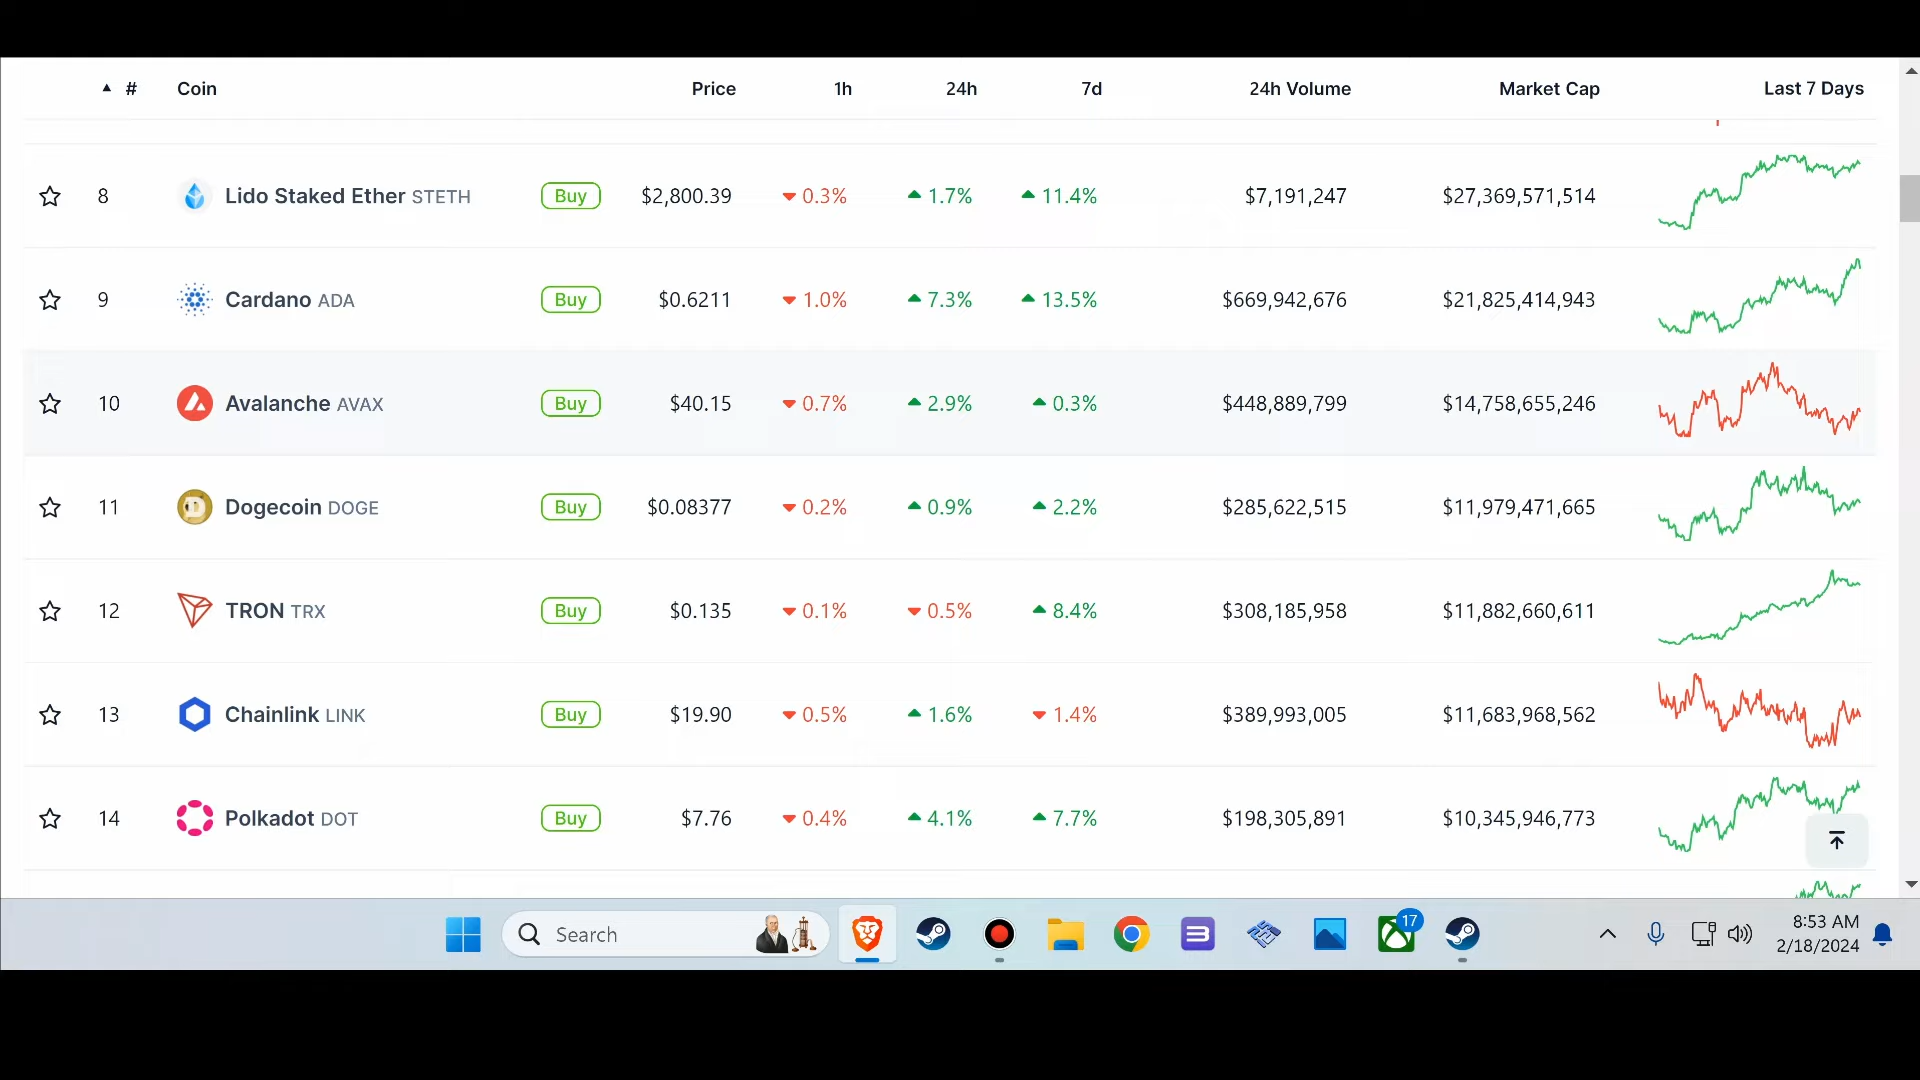 # Coin Price 1h 24h 7d 24h Volume Market Cap Last 7 Days
8 Lido Staked Ether STETH Buy $2,800.39 0.3% 1.7% 11.4% $7,191,247 $27,369,571,514
9 Cardano ADA Buy $0.6211 1.0% 7.3% 13.5% $669,942,676 $21,825,414,943
10 Avalanche AVAX Buy $40.15 0.7% 2.9% 0.3% $448,889,799 $14,758,655,246
11 Dogecoin DOGE Buy $0.08377 0.2% 0.9% 2.2% $285,622,515 $11,979,471,665
12 TRON TRX Buy $0.135 0.1% 0.5% 8.4% $308,185,958 $11,882,660,611
13 Chainlink LINK Buy $19.90 0.5% 1.6% 1.4% $389,993,005 $11,683,968,562
14 Polkadot DOT Buy $7.76 0.4% 4.1% 7.7% $198,305,891 $10,345,946,773
Search 17 8:53 AM
2/18/2024